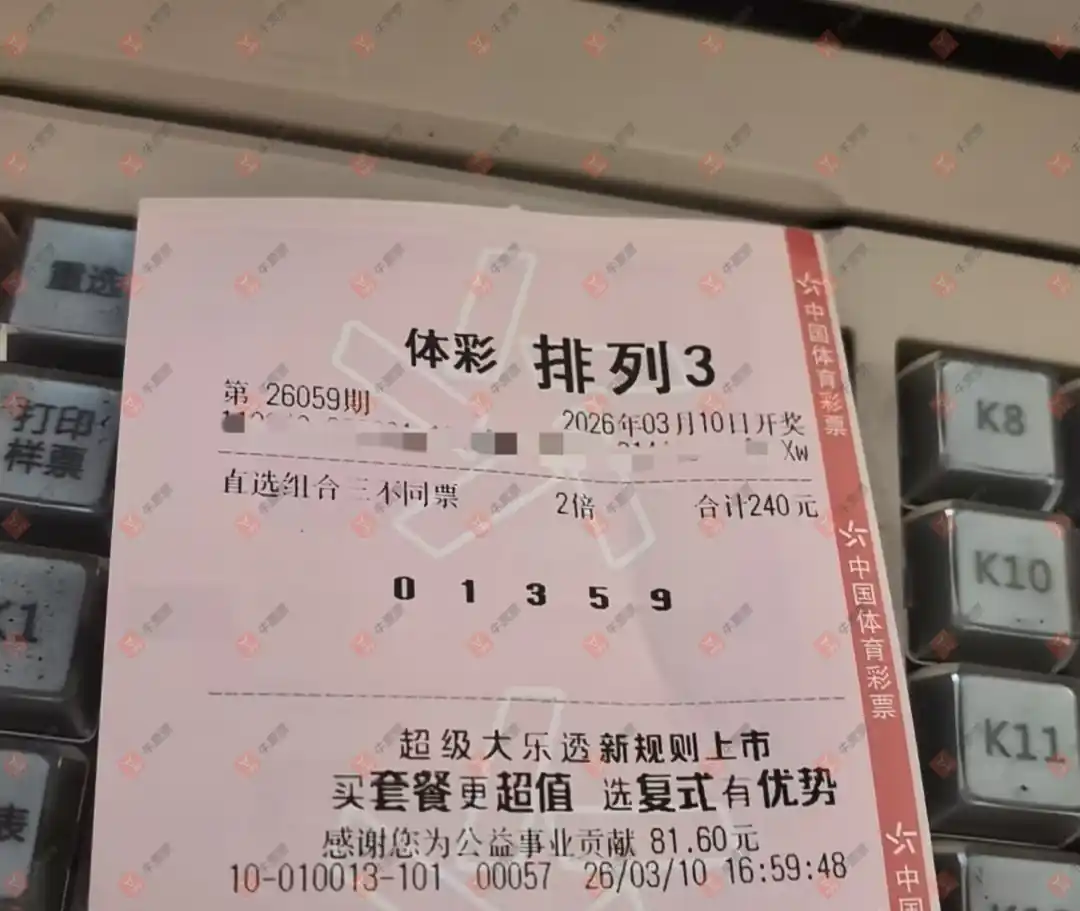 重选
打印
样票
K1
表
体彩 排列3
第 26059期
2026年03月10日开奖
Xw
直选组合三不同票 2倍 合计240元
0 1 3 5 9
超级大乐透新规则上市
买套餐更超值 选复式有优势
感谢您为公益事业贡献 81.60元
10-010013-101 00057 26/03/10 16:59:48
中国体育彩票
中国体育彩票
中国
K8
K10
K11